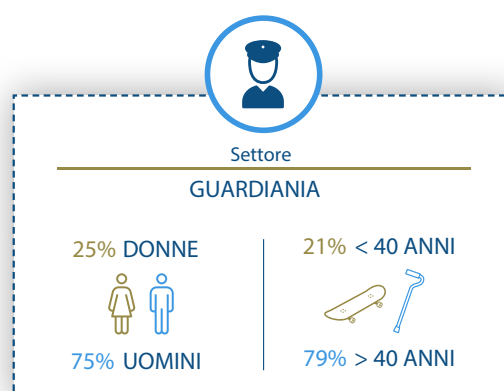 Settore
GUARDIANIA
25% DONNE
75% UOMINI
21% < 40 ANNI
79% > 40 ANNI